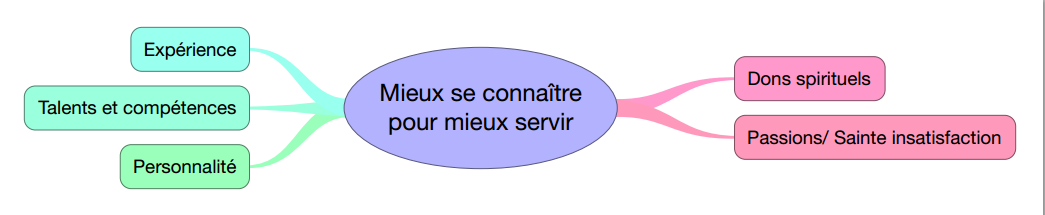 Expérience
Talents et compétences
Personnalité
Mieux se connaître
pour mieux servir
Dons spirituels
Passions/ Sainte insatisfaction